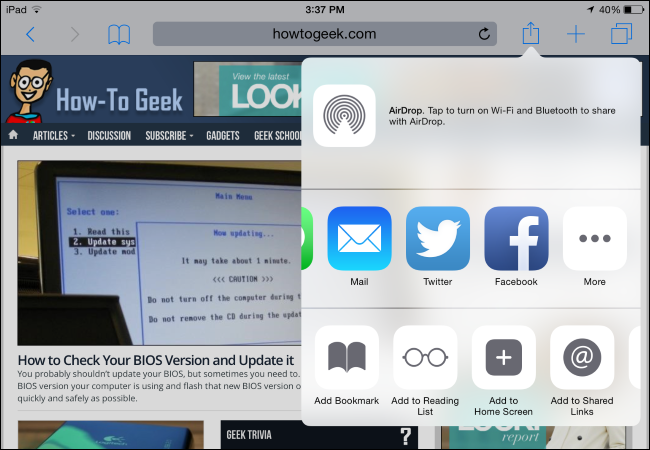 iPad 3:37 PM 40%
howtogeek.com
How-To Geek
View the latest
LOOK
ARTICLES DISCUSSION SUBSCRIBE GADGETS GEEK SCHOOL
AirDrop. Tap to turn on Wi-Fi and Bluetooth to share
with AirDrop.
Mail Twitter Facebook More
Add Bookmark Add to Reading List Add to Home Screen Add to Shared Links
Main Menu
Select one:
1. Read this
2. Update sys
3. Update mod
Now updating...
It may take about 1 minute.
<<< CAUTION >>>
Do not turn off the computer during t
Do not remove the CD during the upda
How to Check Your BIOS Version and Update it
You probably shouldn't update your BIOS, but sometimes you need to.
BIOS version your computer is using and flash that new BIOS version o
quickly and safely as possible.
GEEK TRIVIA ?
LOOK!
report